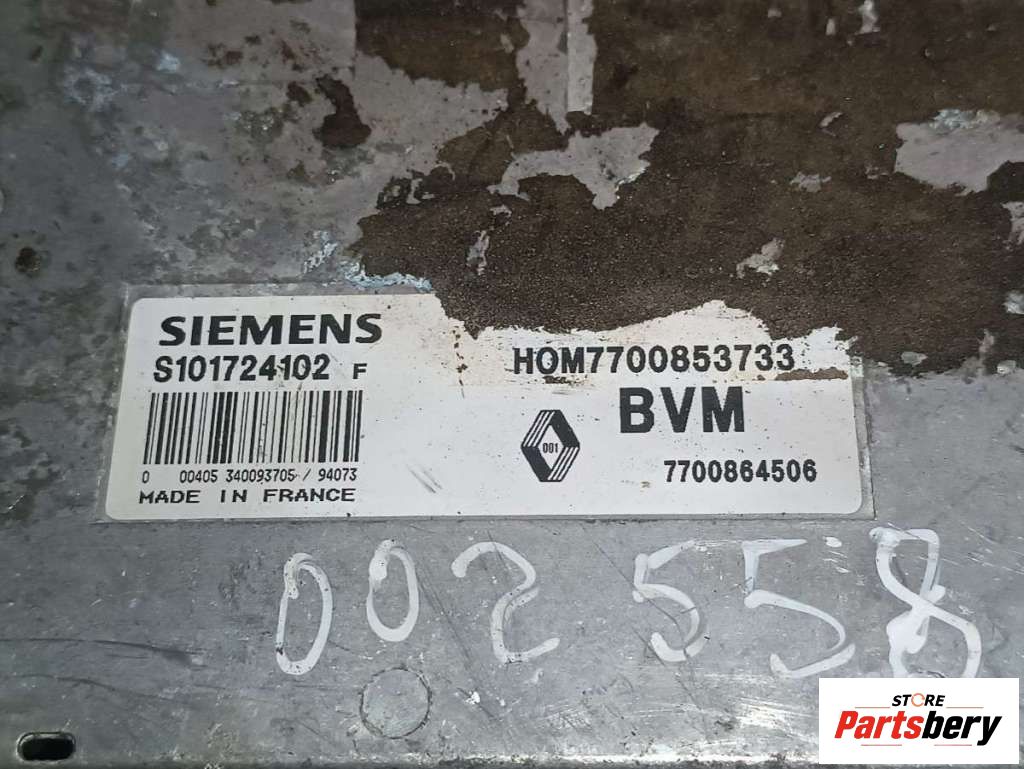 SIEMENS
S101724102 F
HOM7700853733
BVM
001
0 00405 340093705 / 94073
7700864506
MADE IN FRANCE
002558
STORE
Partsbery